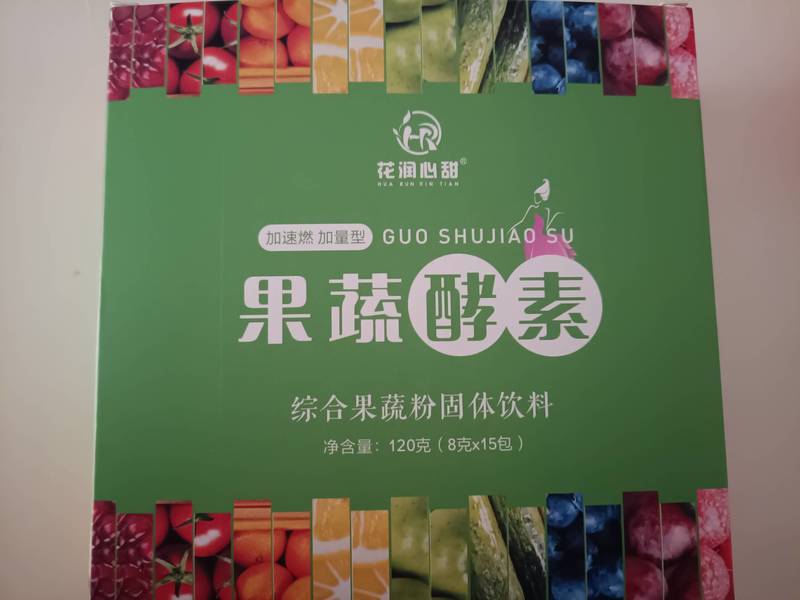 HR
花润心甜®
HUA RUN XIN TIAN
加速燃 加量型 GUO SHUJIAO SU
果蔬酵素
综合果蔬粉固体饮料
净含量：120克（8克x15包）